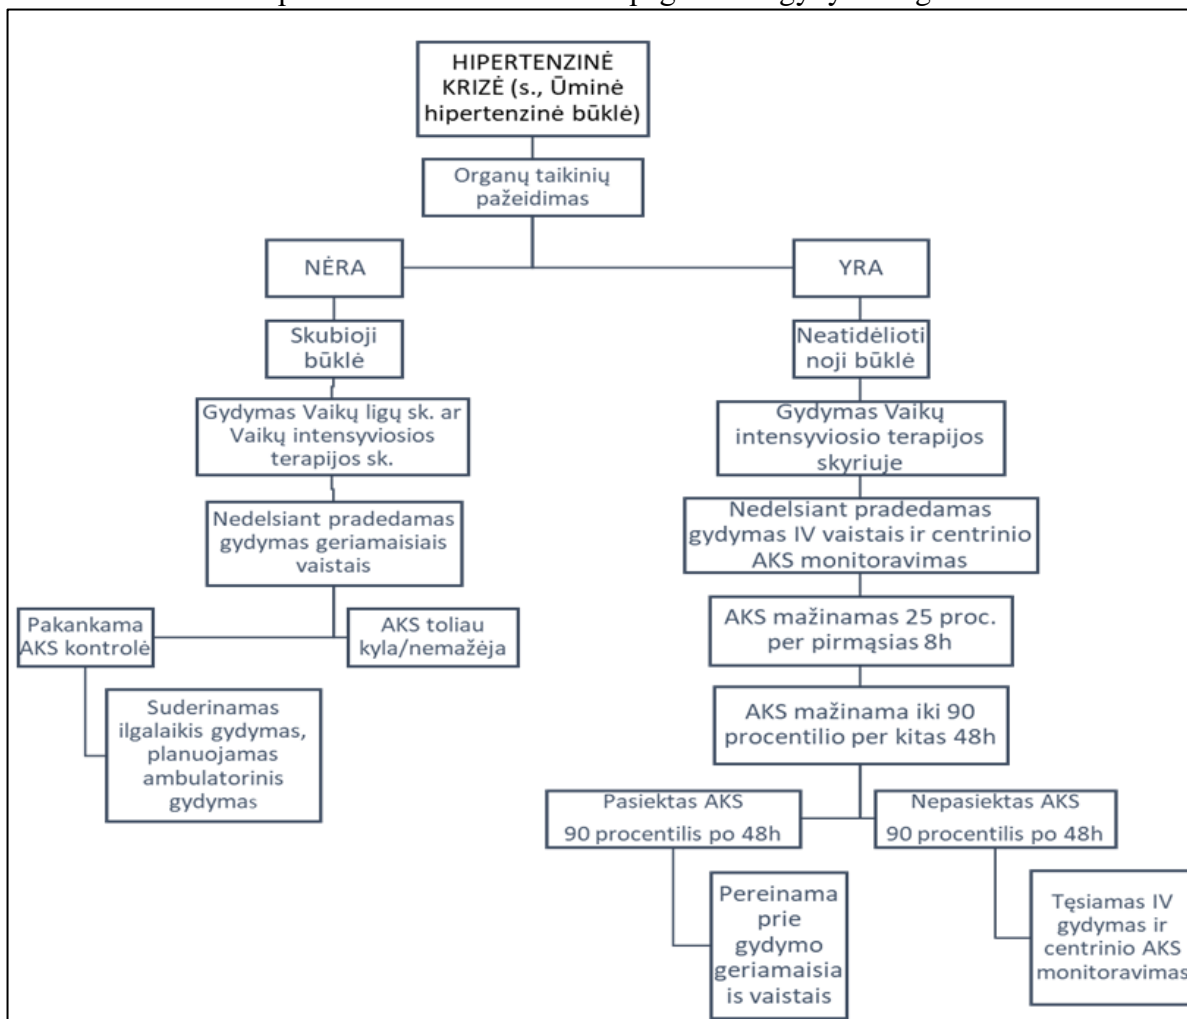 HIPERTENZINĖ
KRIZĖ (s., Ūminė
hipertenzinė būklė)
Organų taikinių
pažeidimas
NĖRA
YRA
Skubioji
būklė
Neatidėlioti
noji būklė
Gydymas Vaikų ligų sk. ar
Vaikų intensyviosios
terapijos sk.
Gydymas Vaikų
intensyviosio terapijos
skyriuje
Nedelsiant pradedamas
gydymas geriamaisiais
vaistais
Nedelsiant pradedamas
gydymas IV vaistais ir centrinio
AKS monitoravimas
Pakankama
AKS kontrolė
AKS toliau
kyla/nemažėja
AKS mažinamas 25 proc.
per pirmąsias 8h
Suderinamas
ilgalaikis gydymas,
planuojamas
ambulatorinis
gydymas
AKS mažinama iki 90
procentilio per kitas 48h
Pasiektas AKS
90 procentilis po 48h
Nepasiektas AKS
90 procentilis po 48h
Pereinama
prie
gydymo
geriamaisia
is vaistais
Tęsiamas IV
gydymas ir
centrinio AKS
monitoravimas